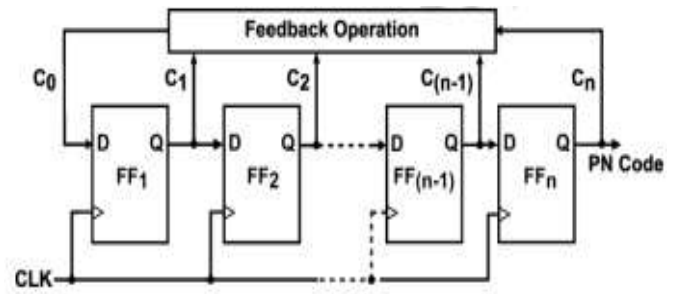 Feedback Operation
C0 C1 C2 C(n-1) Cn
D Q D Q D Q D Q
FF1 FF2 FF(n-1) FFn
PN Code
CLK